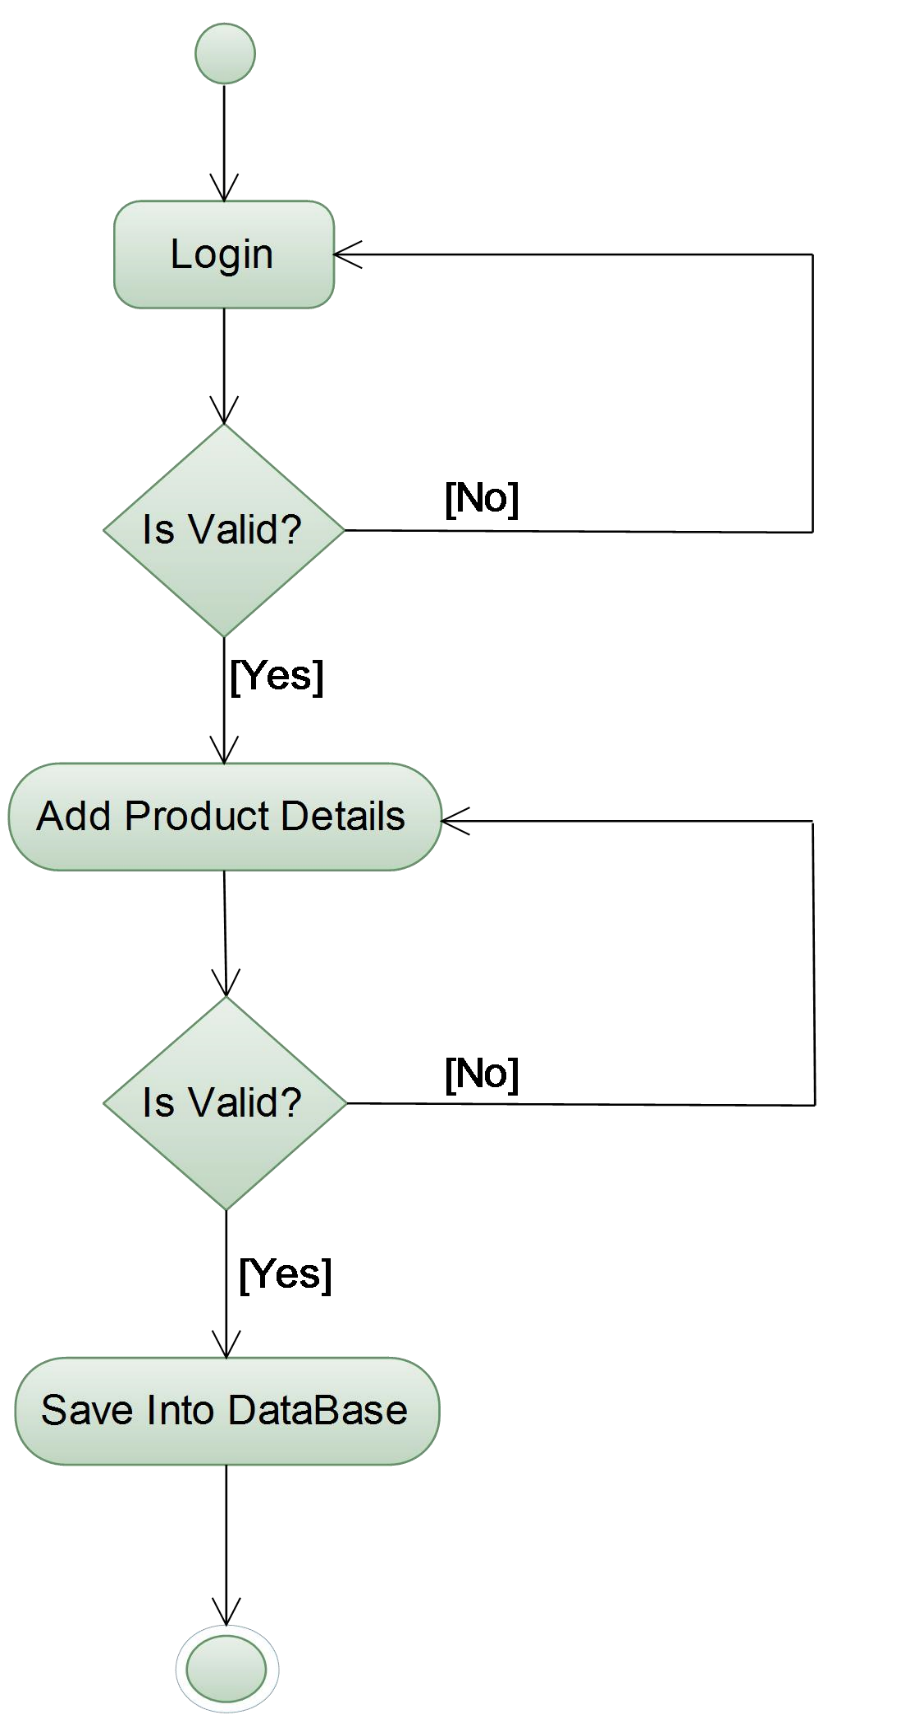 Login
[No]
Is Valid?
[Yes]
Add Product Details
[No]
Is Valid?
[Yes]
Save Into DataBase